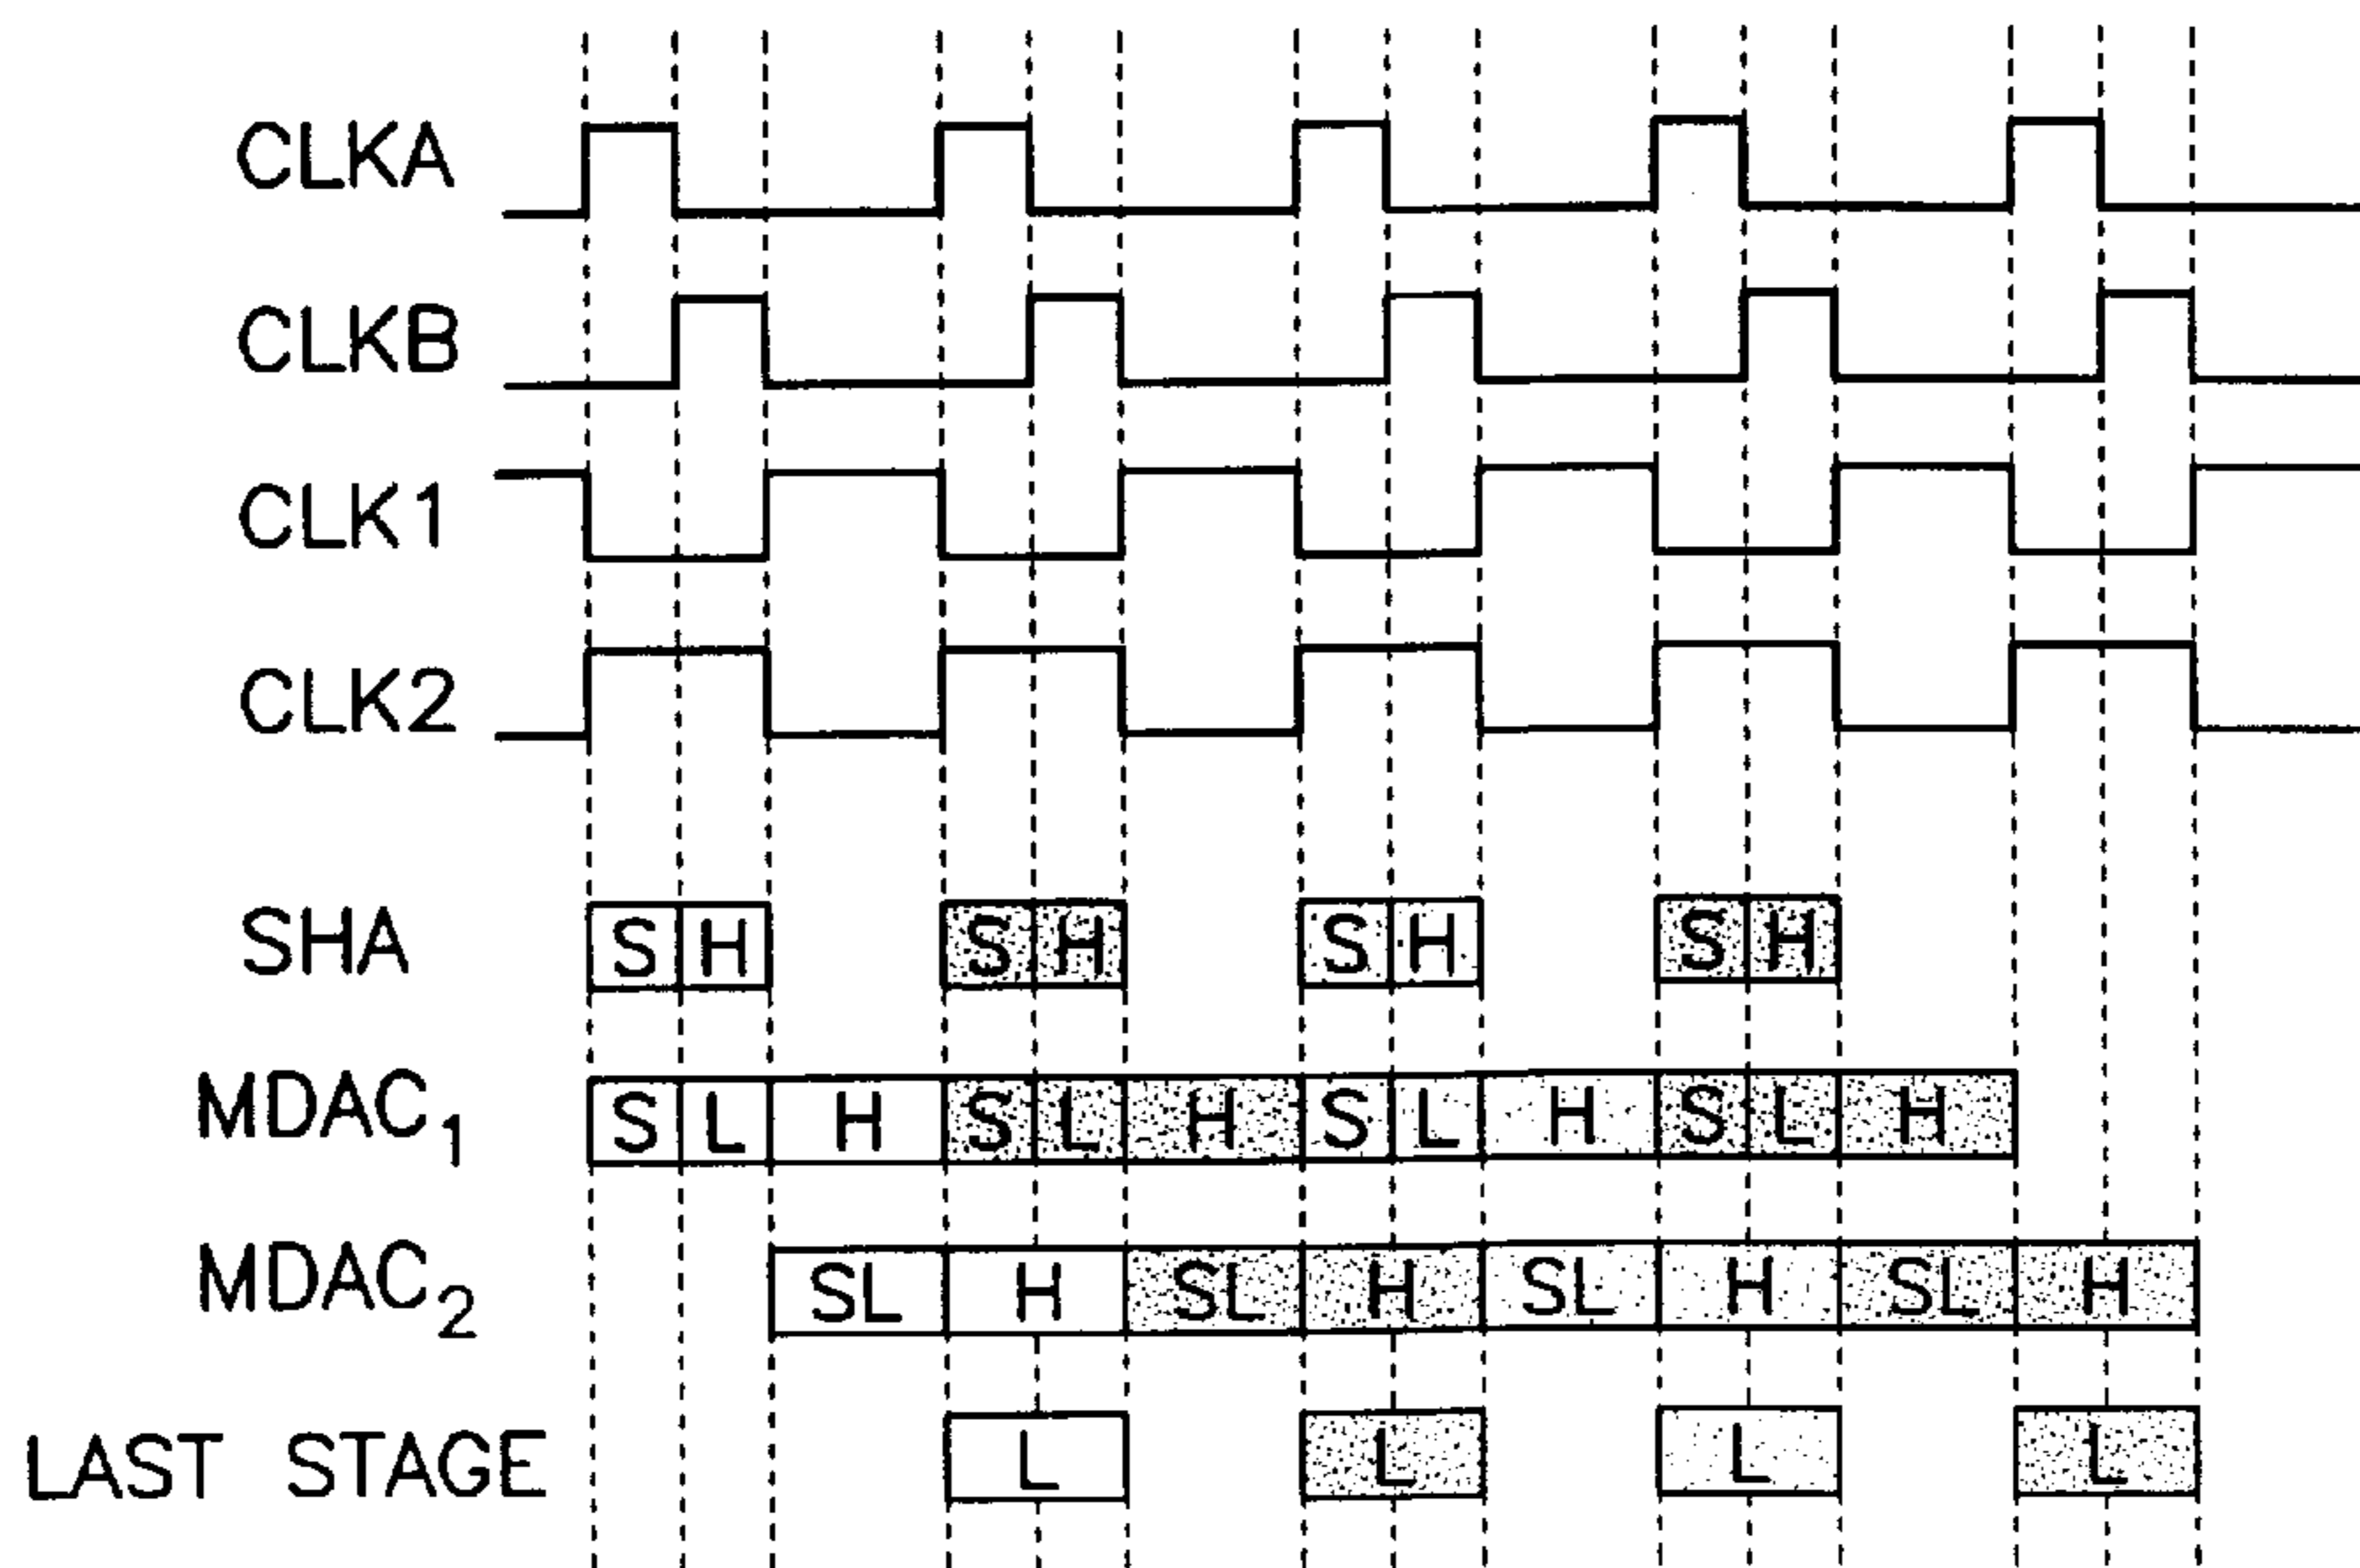 CLKA
CLKB
CLK1
CLK2
SHA S H S H S H S H
MDAC1 S L H S L H S L H S L H
MDAC2 SL H SL H SL H SL H
LAST STAGE L L L L